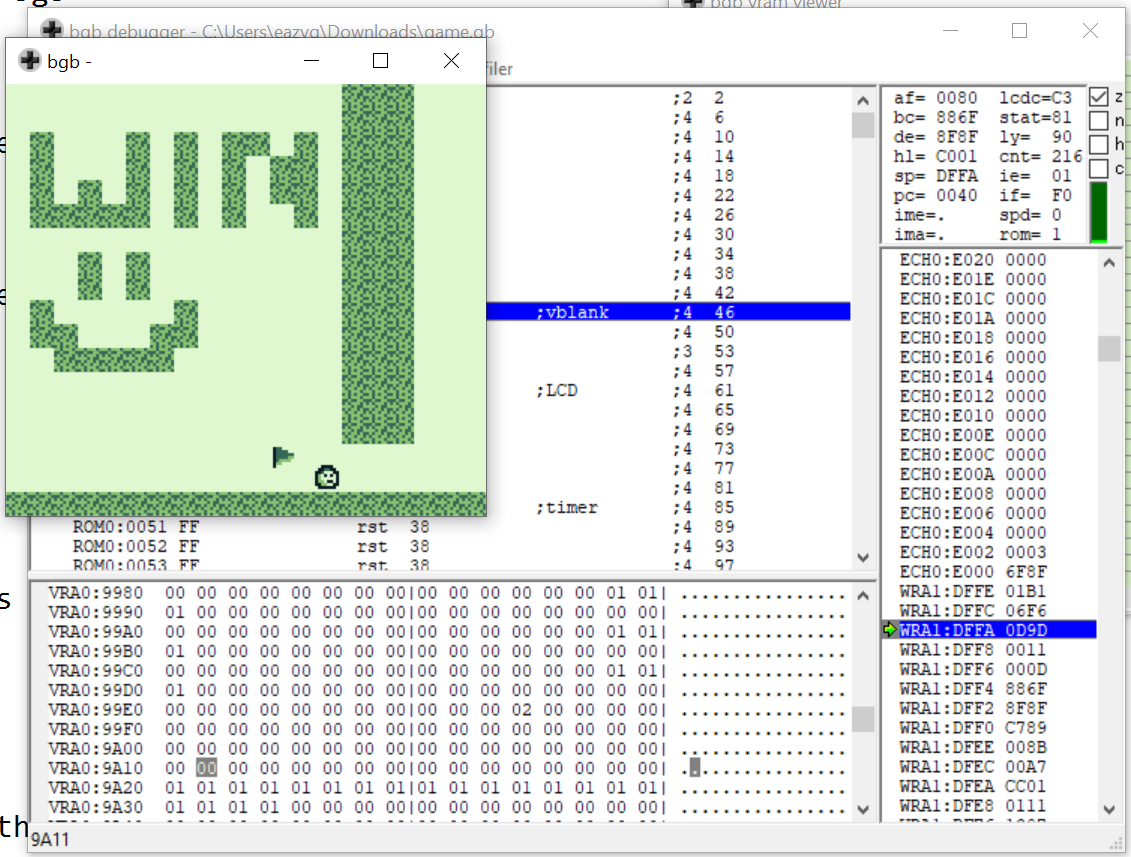 bgb vram viewer
bgb debugger - C:\Users\eazyg\Downloads\game.gb
bgb -
filer
WIN
;2 2
;4 6
;4 10
;4 14
;4 18
;4 22
;4 26
;4 30
;4 34
;4 38
;4 42
;vblank ;4 46
;4 50
;3 53
;4 57
;LCD ;4 61
;4 65
;4 69
;4 73
;4 77
;4 81
;timer ;4 85
ROM0:0051 FF rst 38 ;4 89
ROM0:0052 FF rst 38 ;4 93
ROM0:0053 FF rst 38 ;4 97
af= 0080 lcdc=C3 z
bc= 886F stat=81 n
de= 8F8F ly= 90
hl= C001 cnt= 216 h
sp= DFFA ie= 01 c
pc= 0040 if= F0
ime=. spd= 0
ima=. rom= 1
ECH0:E020 0000
ECH0:E01E 0000
ECH0:E01C 0000
ECH0:E01A 0000
ECH0:E018 0000
ECH0:E016 0000
ECH0:E014 0000
ECH0:E012 0000
ECH0:E010 0000
ECH0:E00E 0000
ECH0:E00C 0000
ECH0:E00A 0000
ECH0:E008 0000
ECH0:E006 0000
ECH0:E004 0000
ECH0:E002 0003
ECH0:E000 6F8F
WRA1:DFFE 01B1
WRA1:DFFC 06F6
WRA1:DFFA 0D9D
WRA1:DFF8 0011
WRA1:DFF6 000D
WRA1:DFF4 886F
WRA1:DFF2 8F8F
WRA1:DFF0 C789
WRA1:DFEE 008B
WRA1:DFEC 00A7
WRA1:DFEA CC01
WRA1:DFE8 0111
VRA0:9980 00 00 00 00 00 00 00 00|00 00 00 00 00 00 01 01| ................
VRA0:9990 01 00 00 00 00 00 00 00|00 00 00 00 00 00 00 00| ................
VRA0:99A0 00 00 00 00 00 00 00 00|00 00 00 00 00 00 01 01| ................
VRA0:99B0 01 00 00 00 00 00 00 00|00 00 00 00 00 00 00 00| ................
VRA0:99C0 00 00 00 00 00 00 00 00|00 00 00 00 00 00 01 01| ................
VRA0:99D0 01 00 00 00 00 00 00 00|00 00 00 00 00 00 00 00| ................
VRA0:99E0 00 00 00 00 00 00 00 00|00 00 00 02 00 00 00 00| ................
VRA0:99F0 00 00 00 00 00 00 00 00|00 00 00 00 00 00 00 00| ................
VRA0:9A00 00 00 00 00 00 00 00 00|00 00 00 00 00 00 00 00| ................
VRA0:9A10 00 00 00 00 00 00 00 00|00 00 00 00 00 00 00 00| ................
VRA0:9A20 01 01 01 01 01 01 01 01|01 01 01 01 01 01 01 01| ................
VRA0:9A30 01 01 01 01 00 00 00 00|00 00 00 00 00 00 00 00| ................
9A11